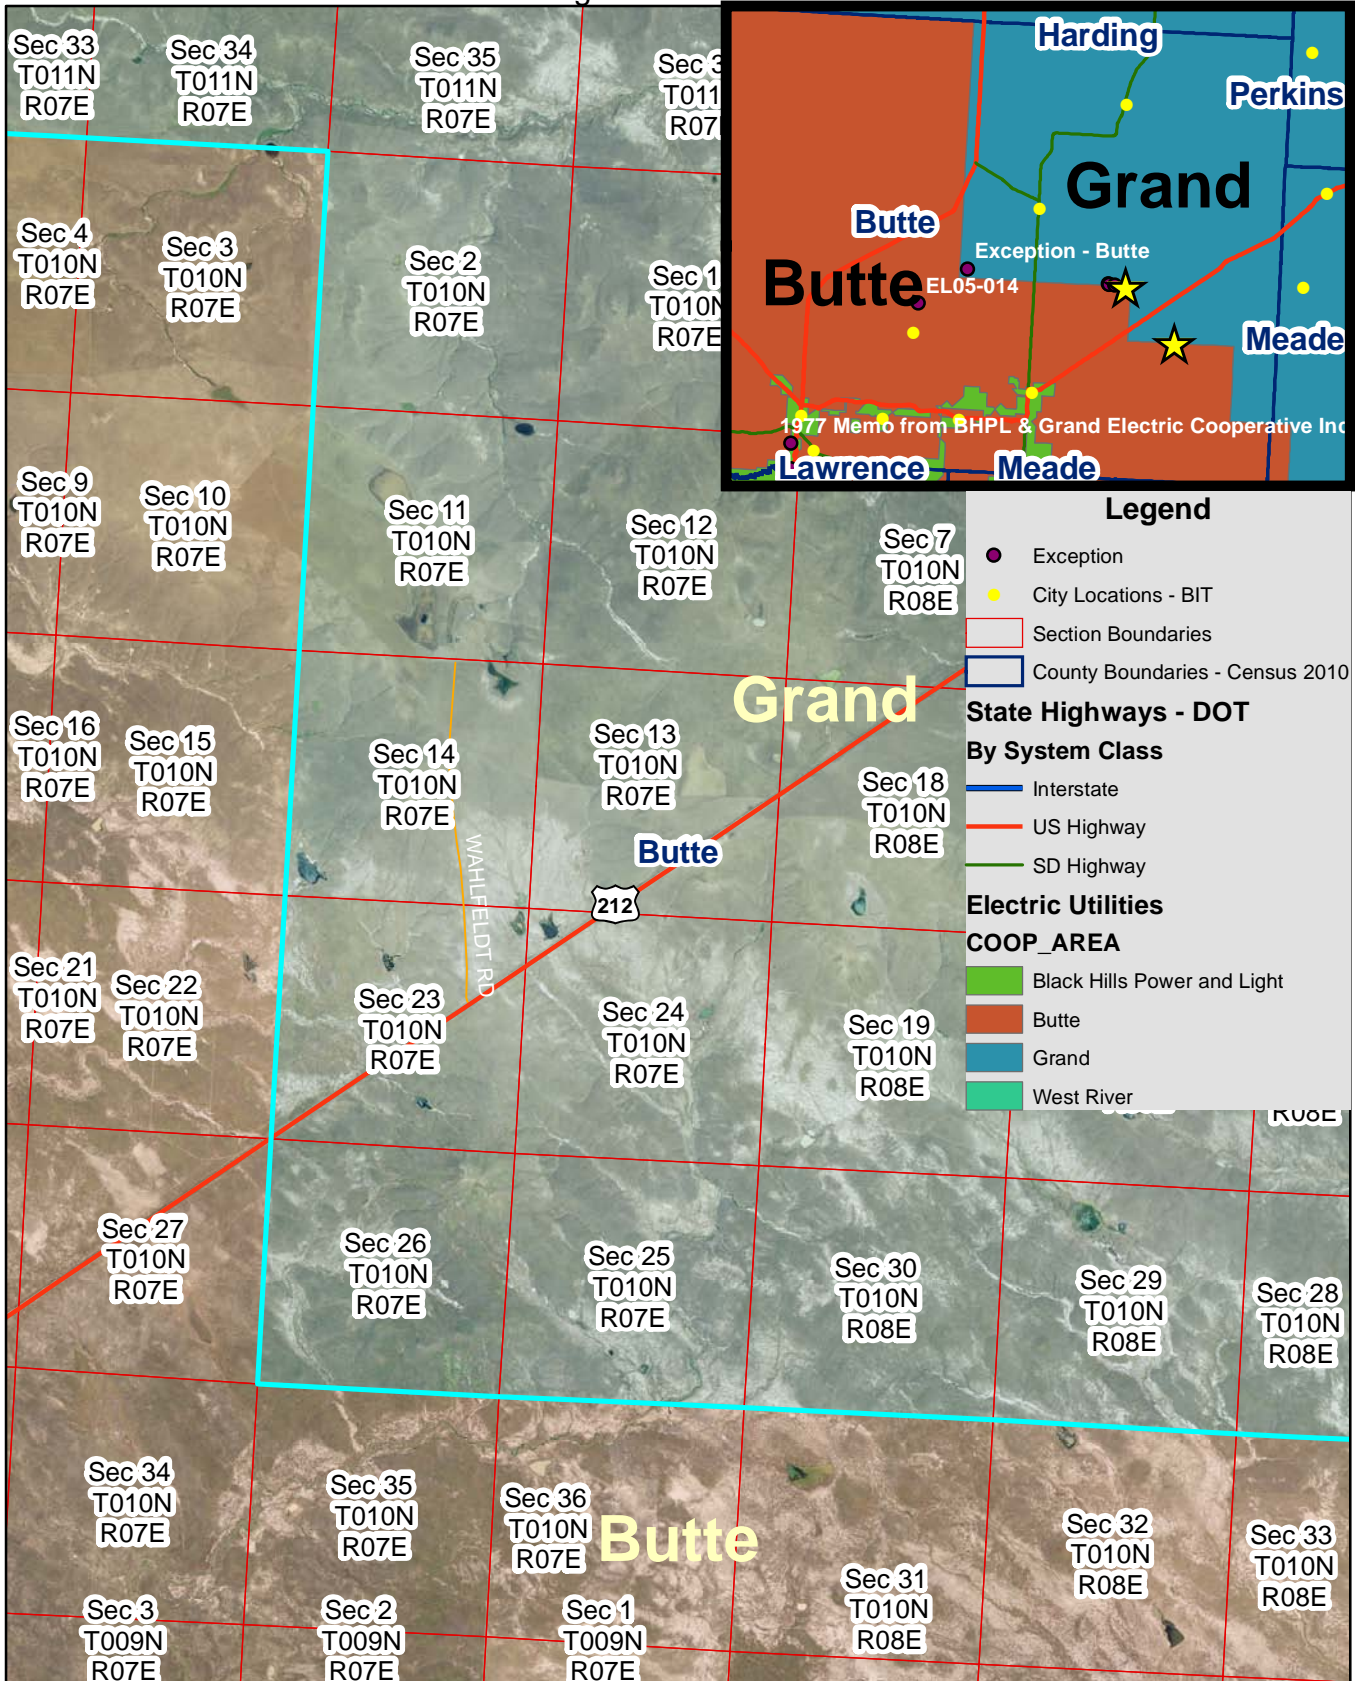 Sec 33
T011N
R07E
Sec 34
T011N
R07E
Sec 35
T011N
R07E
Sec 3
T011
R07
Sec 4
T010N
R07E
Sec 3
T010N
R07E
Sec 2
T010N
R07E
Sec 1
T010N
R07E
Harding
Perkins
Grand
Butte
Exception - Butte
Butte
EL05-014
Meade
1977 Memo from BHPL & Grand Electric Cooperative Inc
Lawrence
Meade
Sec 9
T010N
R07E
Sec 10
T010N
R07E
Sec 11
T010N
R07E
Sec 12
T010N
R07E
Sec 7
T010N
R08E
Legend
Exception
City Locations - BIT
Section Boundaries
County Boundaries - Census 2010
State Highways - DOT
By System Class
Interstate
US Highway
SD Highway
Electric Utilities
COOP_AREA
Black Hills Power and Light
Butte
Grand
West River
Grand
Sec 16
T010N
R07E
Sec 15
T010N
R07E
Sec 14
T010N
R07E
Sec 13
T010N
R07E
Sec 18
T010N
R08E
Butte
WAHLFELDT RD
212
Sec 21
T010N
R07E
Sec 22
T010N
R07E
Sec 23
T010N
R07E
Sec 24
T010N
R07E
Sec 19
T010N
R08E
R08E
Sec 27
T010N
R07E
Sec 26
T010N
R07E
Sec 25
T010N
R07E
Sec 30
T010N
R08E
Sec 29
T010N
R08E
Sec 28
T010N
R08E
Sec 34
T010N
R07E
Sec 35
T010N
R07E
Sec 36
T010N
R07E
Butte
Sec 31
T010N
R08E
Sec 32
T010N
R08E
Sec 33
T010N
R08E
Sec 3
T009N
R07E
Sec 2
T009N
R07E
Sec 1
T009N
R07E